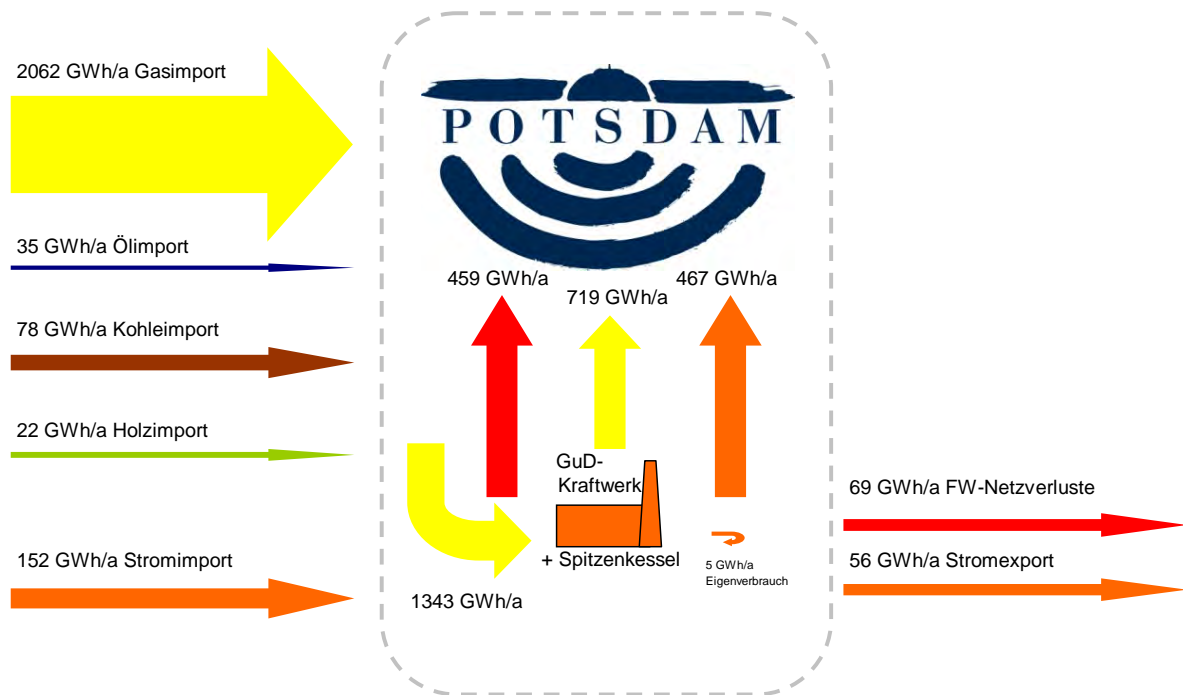 2062 GWh/a Gasimport
POTSDAM
35 GWh/a Ölimport
459 GWh/a
719 GWh/a
467 GWh/a
78 GWh/a Kohleimport
22 GWh/a Holzimport
GuD-
Kraftwerk
+ Spitzenkessel
5 GWh/a
Eigenverbrauch
69 GWh/a FW-Netzverluste
152 GWh/a Stromimport
56 GWh/a Stromexport
1343 GWh/a